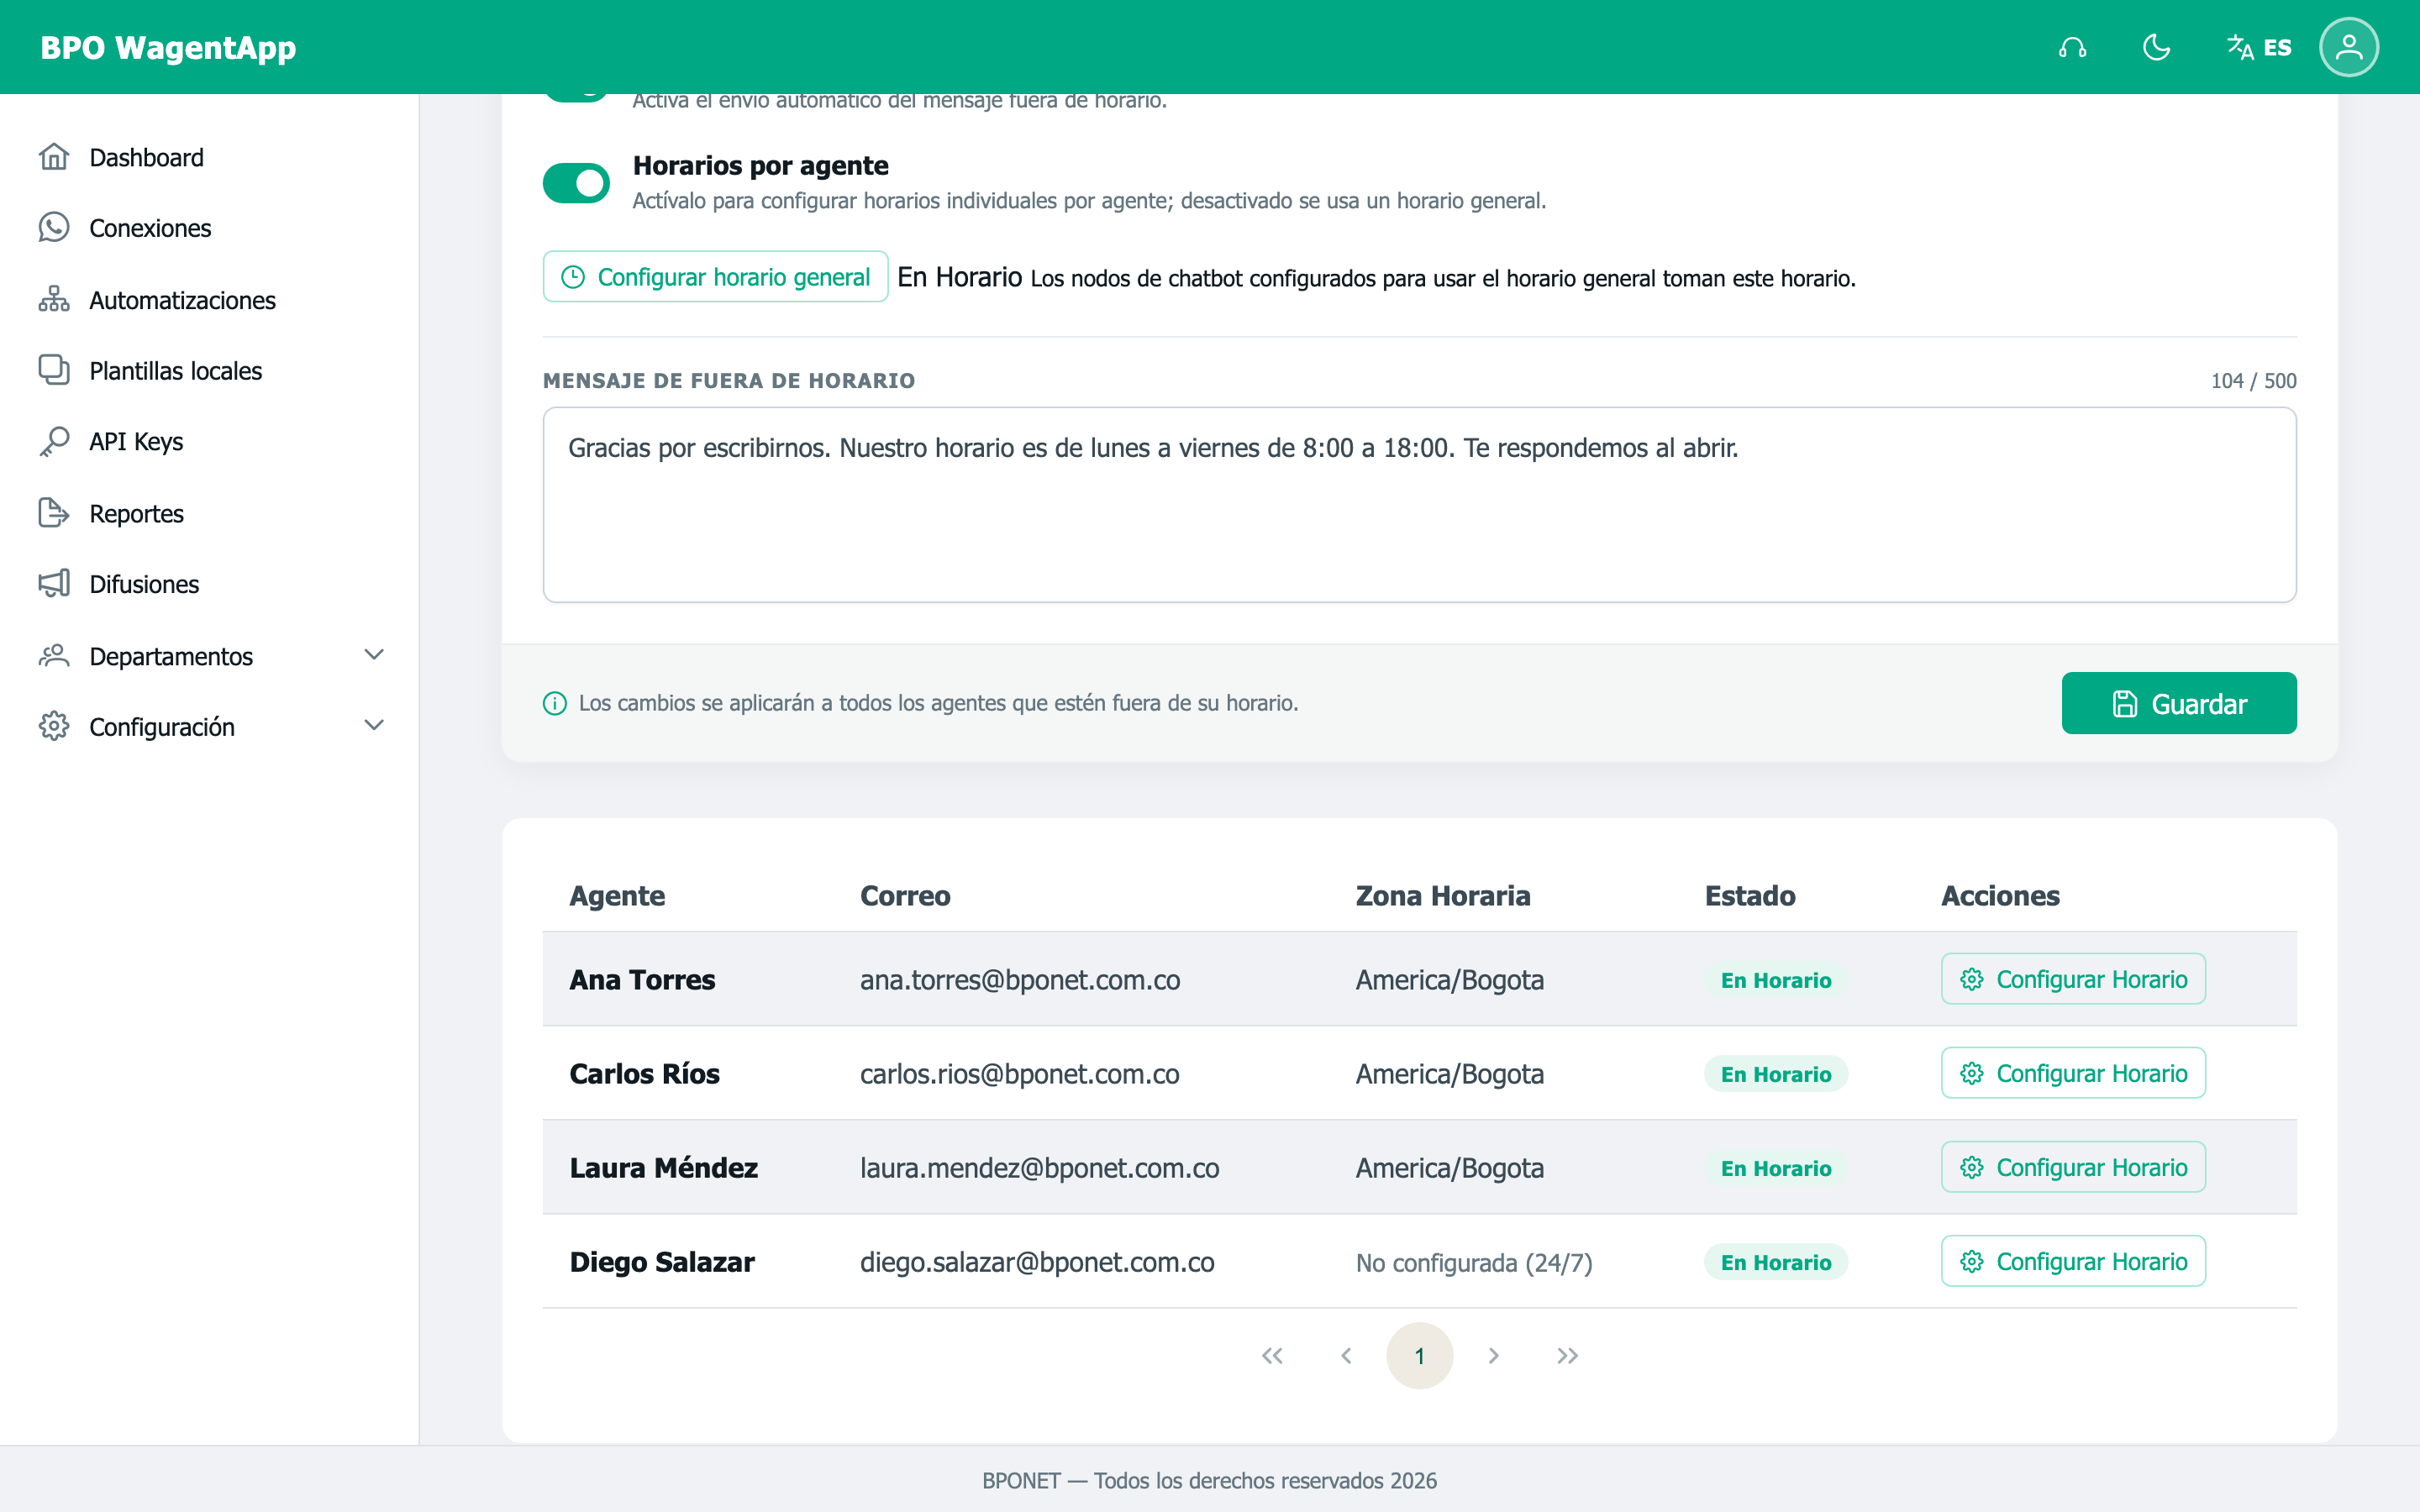 BPO WagentApp
ES
Dashboard
Conexiones
Automatizaciones
Plantillas locales
API Keys
Reportes
Difusiones
Departamentos
Configuración
Activa el envío automático del mensaje fuera de horario.
Horarios por agente
Actívalo para configurar horarios individuales por agente; desactivado se usa un horario general.
Configurar horario general En Horario Los nodos de chatbot configurados para usar el horario general toman este horario.
MENSAJE DE FUERA DE HORARIO 104 / 500
Gracias por escribirnos. Nuestro horario es de lunes a viernes de 8:00 a 18:00. Te respondemos al abrir.
Los cambios se aplicarán a todos los agentes que estén fuera de su horario.
Guardar
Agente Correo Zona Horaria Estado Acciones
Ana Torres ana.torres@bponet.com.co America/Bogota En Horario Configurar Horario
Carlos Ríos carlos.rios@bponet.com.co America/Bogota En Horario Configurar Horario
Laura Méndez laura.mendez@bponet.com.co America/Bogota En Horario Configurar Horario
Diego Salazar diego.salazar@bponet.com.co No configurada (24/7) En Horario Configurar Horario
1
BPONET — Todos los derechos reservados 2026